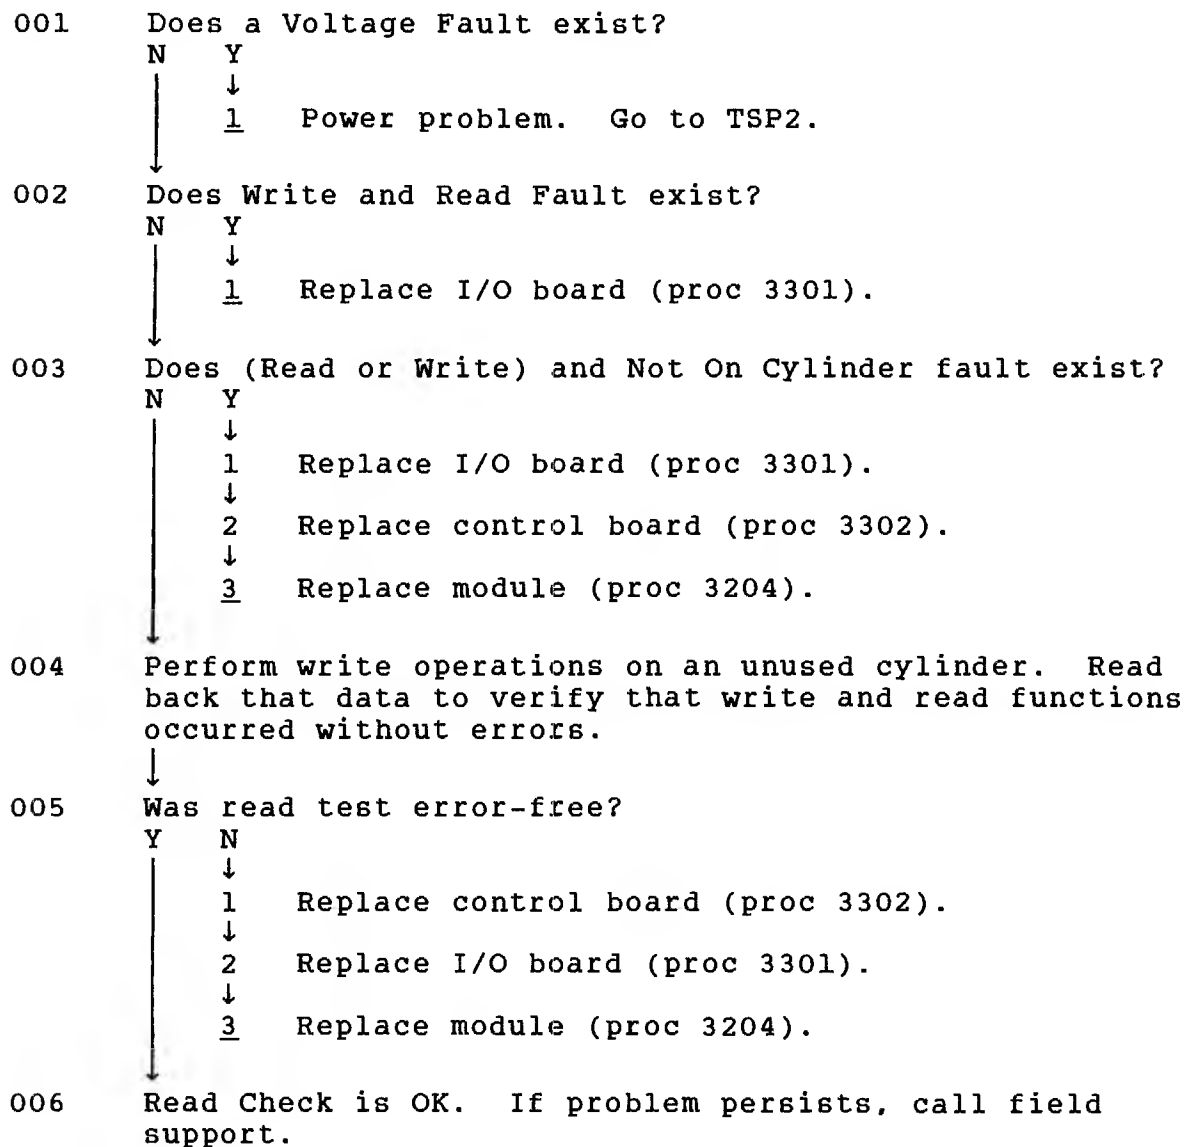 001 Does a Voltage Fault exist?
N Y
1 Power problem. Go to TSP2.
002 Does Write and Read Fault exist?
N Y
1 Replace I/O board (proc 3301).
003 Does (Read or Write) and Not On Cylinder fault exist?
N Y
1 Replace I/O board (proc 3301).
2 Replace control board (proc 3302).
3 Replace module (proc 3204).
004 Perform write operations on an unused cylinder. Read
back that data to verify that write and read functions
occurred without errors.
005 Was read test error-free?
Y N
1 Replace control board (proc 3302).
2 Replace I/O board (proc 3301).
3 Replace module (proc 3204).
006 Read Check is OK. If problem persists, call field
support.